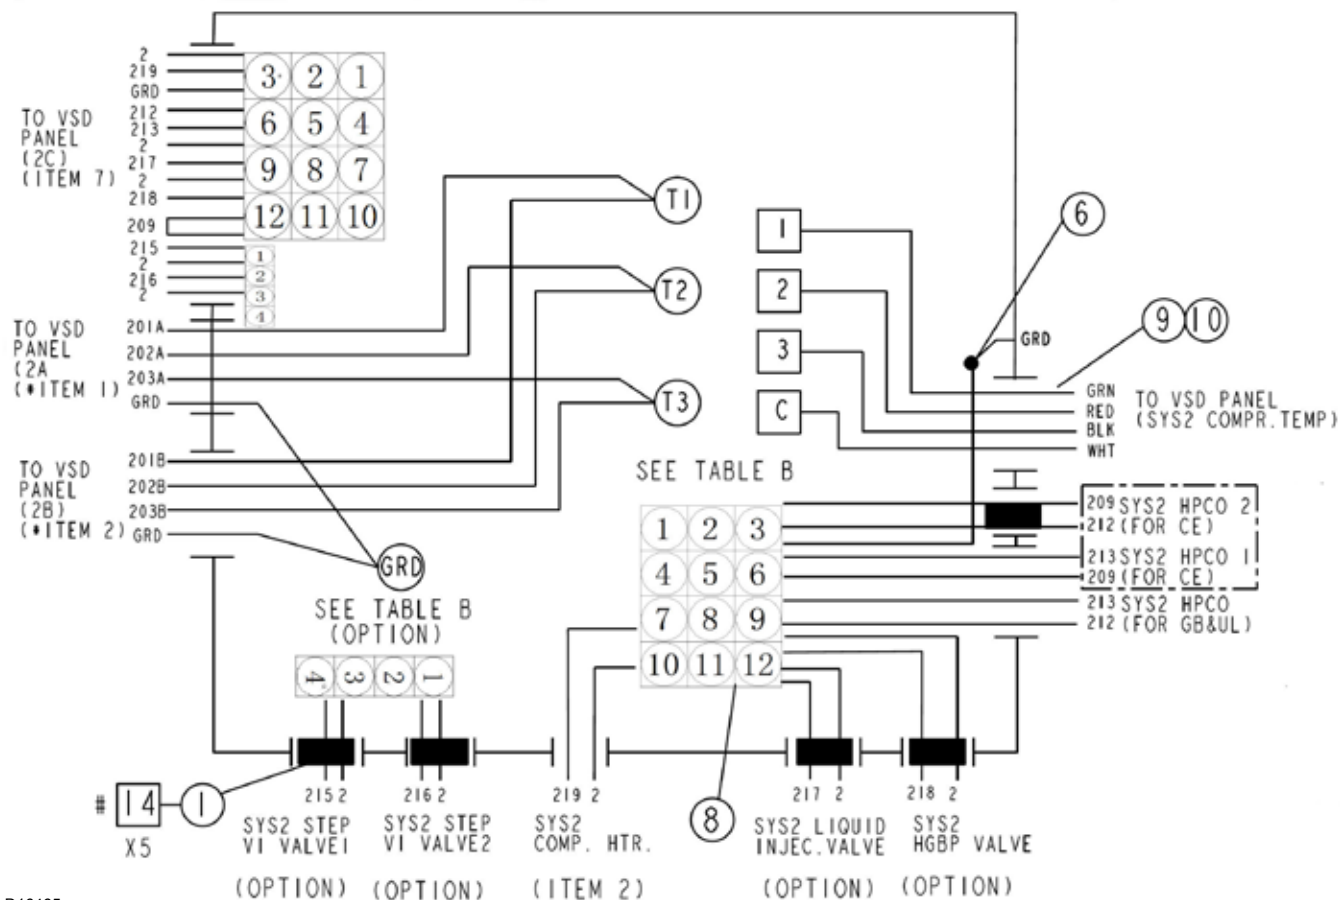 2
219
GRD
212
213
2
217
2
218
209
215
2
216
2
TO VSD
PANEL
(2C)
(ITEM 7)
3 2 1
6 5 4
9 8 7
12 11 10
1
2
3
4
T1
T2
T3
1
2
3
C
6
GRD
9 10
TO VSD
PANEL
(2A
(*ITEM 1)
201A
202A
203A
GRD
GRN
RED
BLK
WHT
TO VSD PANEL
(SYS2 COMPR.TEMP)
TO VSD
PANEL
(2B)
(*ITEM 2)
201B
202B
203B
GRD
GRD
SEE TABLE B
1 2 3
4 5 6
7 8 9
10 11 12
209 SYS2 HPCO 2
212 (FOR CE)
213 SYS2 HPCO 1
209 (FOR CE)
213 SYS2 HPCO
212 (FOR GB&UL)
SEE TABLE B
(OPTION)
4 3 2 1
# 14 1
X5
8
215 2
SYS2 STEP
VI VALVE1
(OPTION)
216 2
SYS2 STEP
VI VALVE2
(OPTION)
219 2
SYS2
COMP. HTR.
(ITEM 2)
217 2
SYS2 LIQUID
INJEC.VALVE
(OPTION)
218 2
SYS2
HGBP VALVE
(OPTION)